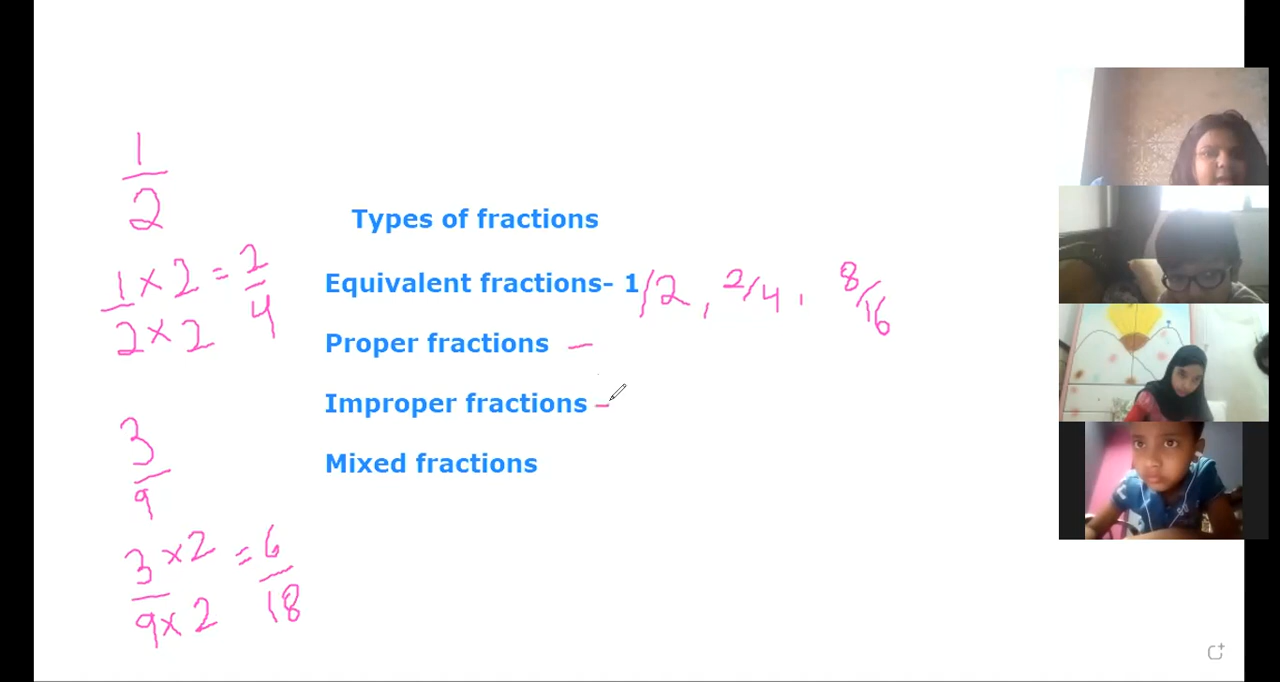 1
2
1 × 2 = 2
2 × 2 4
3
9
3 × 2 = 6
9 × 2 18
Types of fractions
Equivalent fractions- 1/2, 2/4, 8/16
Proper fractions –
Improper fractions –
Mixed fractions